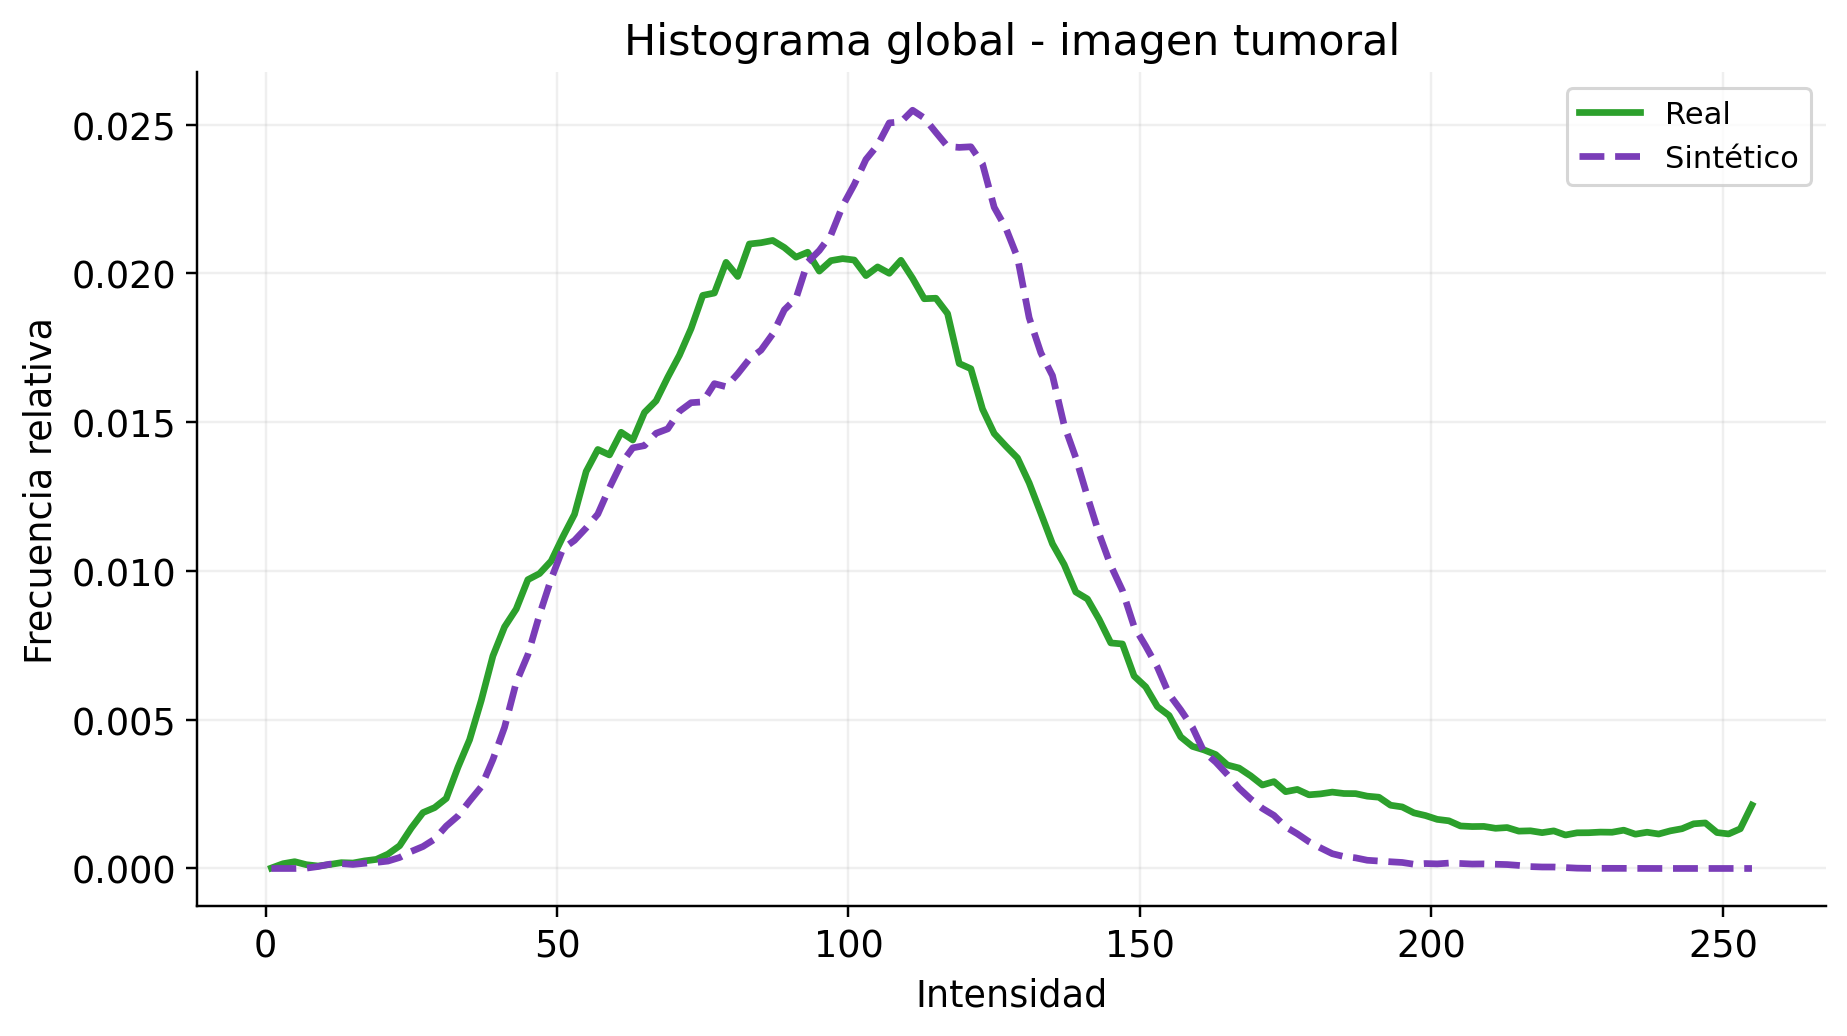 Histograma global - imagen tumoral
Real
Sintético
Frecuencia relativa
0.025
0.020
0.015
0.010
0.005
0.000
0 50 100 150 200 250
Intensidad